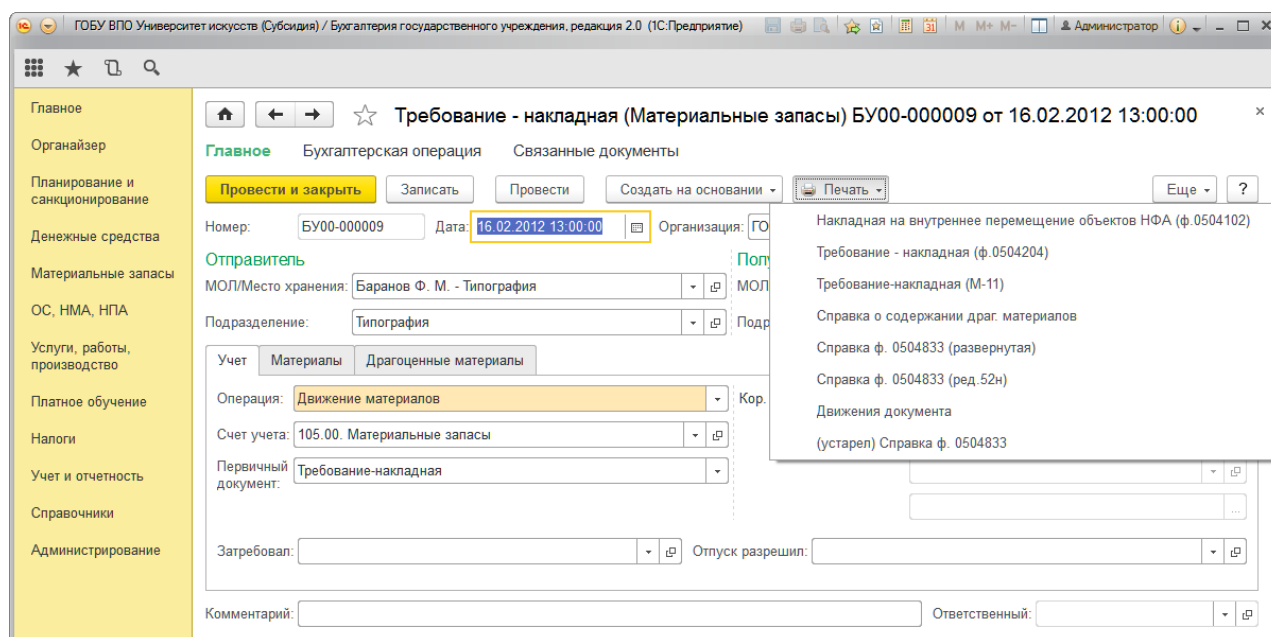 ГОБУ ВПО Университет искусств (Субсидия) / Бухгалтерия государственного учреждения, редакция 2.0 (1С:Предприятие)
M M+ M-
Администратор
Главное
Органайзер
Планирование и
санкционирование
Денежные средства
Материальные запасы
ОС, НМА, НПА
Услуги, работы,
производство
Платное обучение
Налоги
Учет и отчетность
Справочники
Администрирование
Требование - накладная (Материальные запасы) БУ00-000009 от 16.02.2012 13:00:00
Главное Бухгалтерская операция Связанные документы
Провести и закрыть Записать Провести Создать на основании Печать Еще ?
Номер: БУ00-000009 Дата: 16.02.2012 13:00:00 Организация: ГО
Отправитель Пол
МОЛ/Место хранения: Баранов Ф. М. - Типография МОЛ
Подразделение: Типография Подр
Учет Материалы Драгоценные материалы
Операция: Движение материалов Кор.
Счет учета: 105.00. Материальные запасы
Первичный
документ: Требование-накладная
Затребовал: Отпуск разрешил:
Комментарий: Ответственный:
Накладная на внутреннее перемещение объектов НФА (ф.0504102)
Требование - накладная (ф.0504204)
Требование-накладная (М-11)
Справка о содержании драг. материалов
Справка ф. 0504833 (развернутая)
Справка ф. 0504833 (ред.52н)
Движения документа
(устарел) Справка ф. 0504833